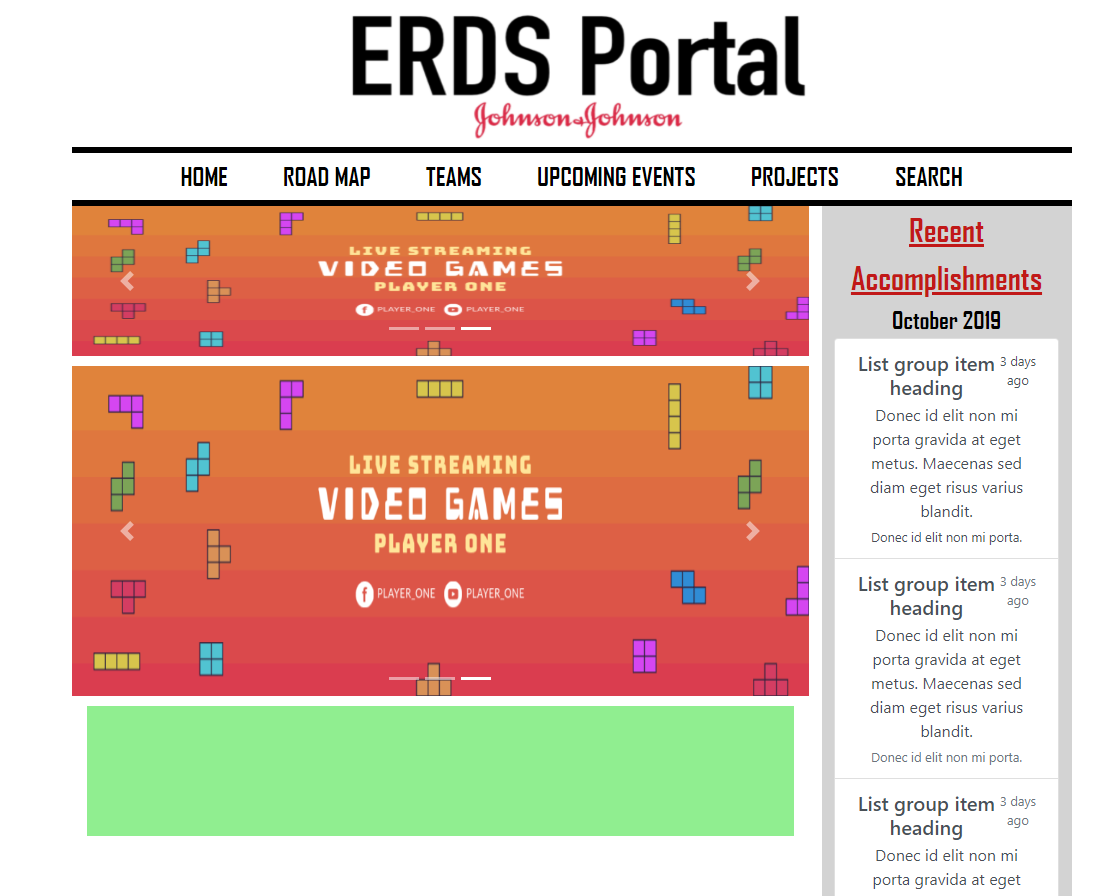 ERDS Portal
Johnson & Johnson
HOME ROAD MAP TEAMS UPCOMING EVENTS PROJECTS SEARCH
LIVE STREAMING
VIDEO GAMES
PLAYER ONE
PLAYER_ONE PLAYER_ONE
LIVE STREAMING
VIDEO GAMES
PLAYER ONE
PLAYER_ONE PLAYER_ONE
Recent
Accomplishments
October 2019
List group item heading
3 days ago
Donec id elit non mi
porta gravida at eget
metus. Maecenas sed
diam eget risus varius
blandit.
Donec id elit non mi porta.
List group item heading
3 days ago
Donec id elit non mi
porta gravida at eget
metus. Maecenas sed
diam eget risus varius
blandit.
Donec id elit non mi porta.
List group item heading
3 days ago
Donec id elit non mi
porta gravida at eget